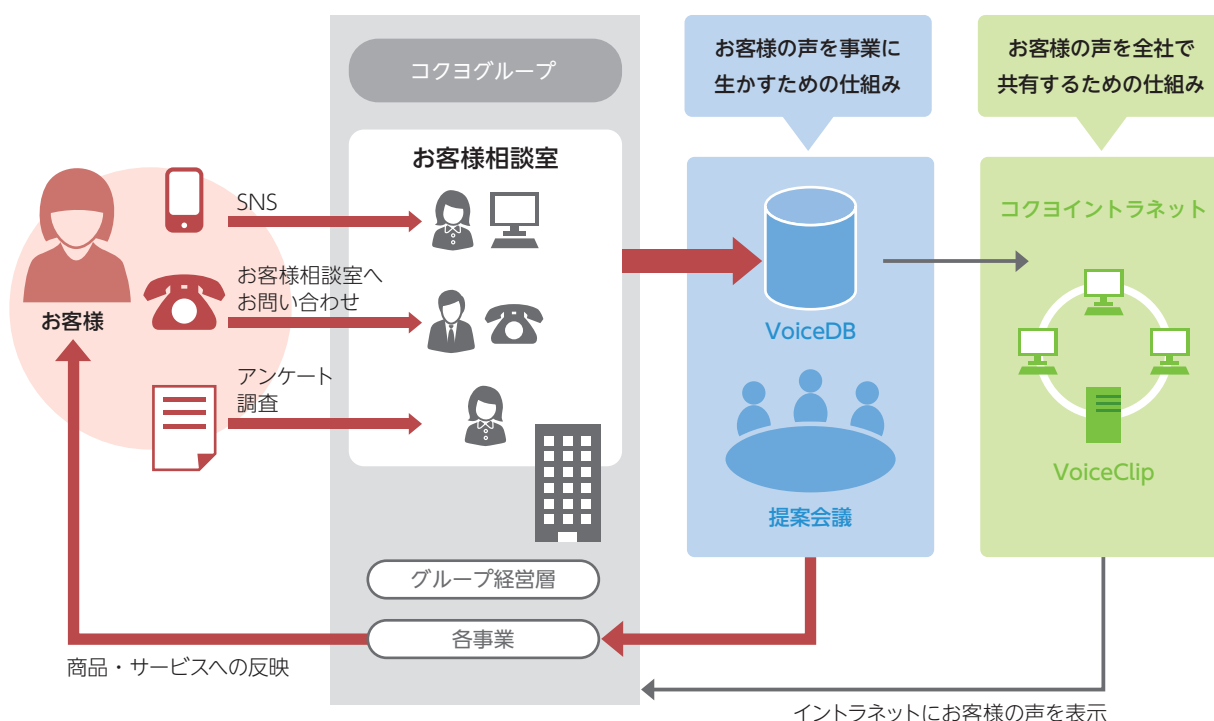 コクヨグループ
お客様の声を事業に
生かすための仕組み
お客様の声を全社で
共有するための仕組み
お客様相談室
SNS
お客様相談室へ
お問い合わせ
お客様
アンケート
調査
VoiceDB
提案会議
コクヨイントラネット
VoiceClip
グループ経営層
各事業
商品・サービスへの反映
イントラネットにお客様の声を表示